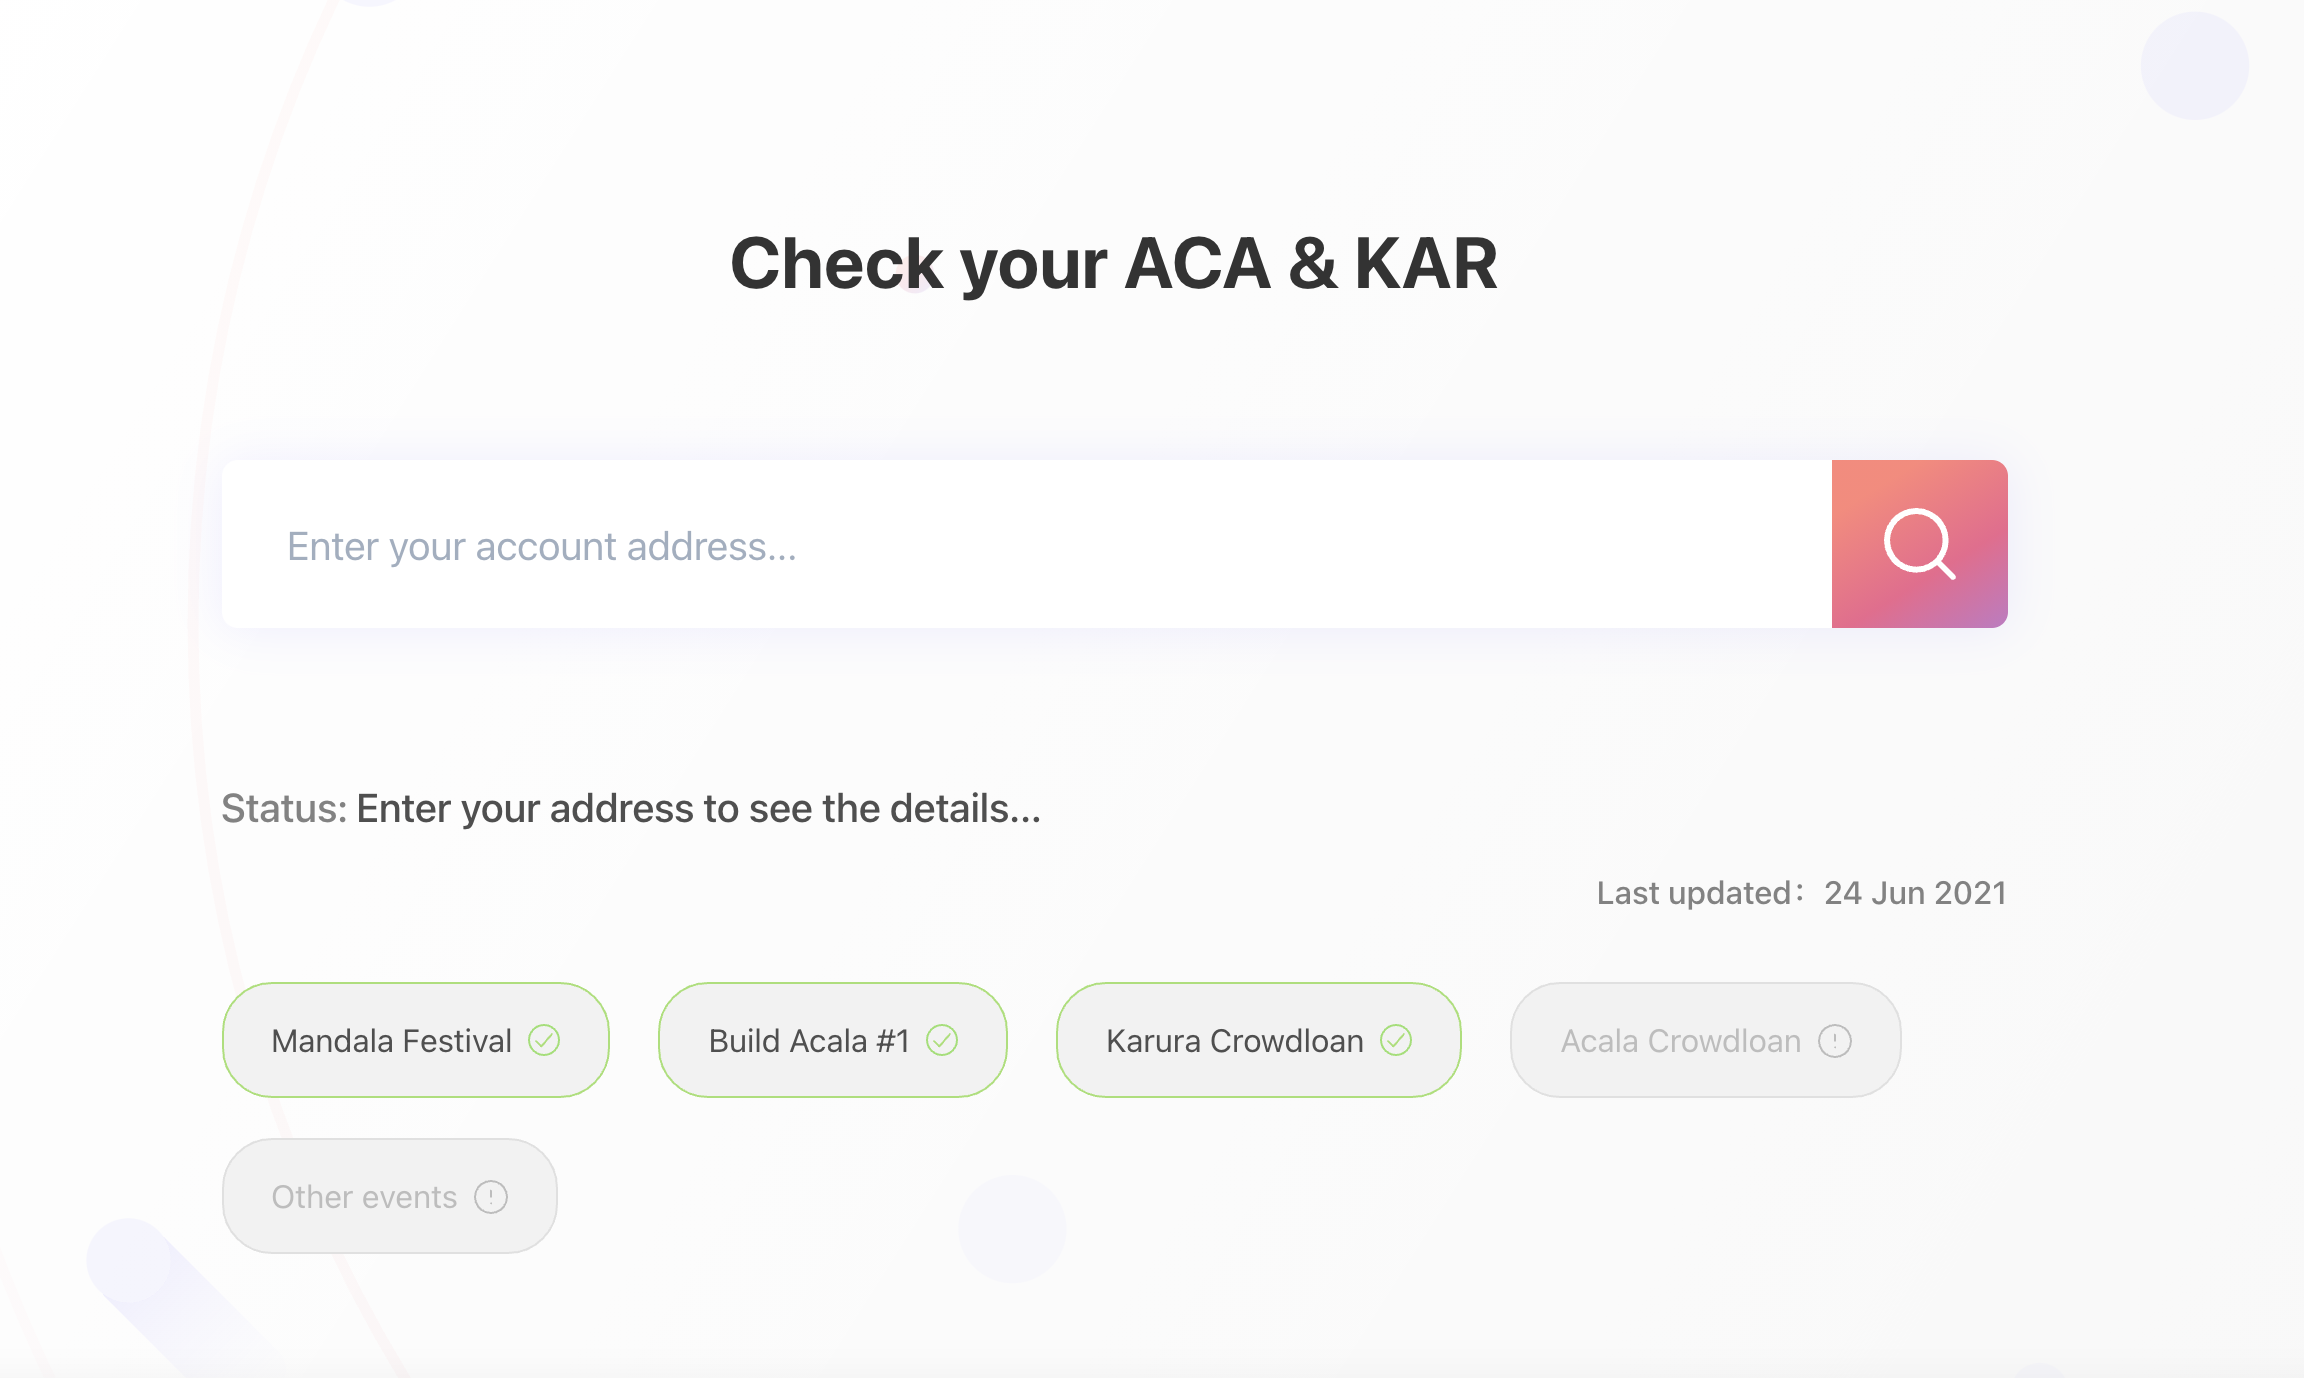 Check your ACA & KAR
Enter your account address...
Status: Enter your address to see the details...
Last updated: 24 Jun 2021
Mandala Festival
Build Acala #1
Karura Crowdloan
Acala Crowdloan
Other events